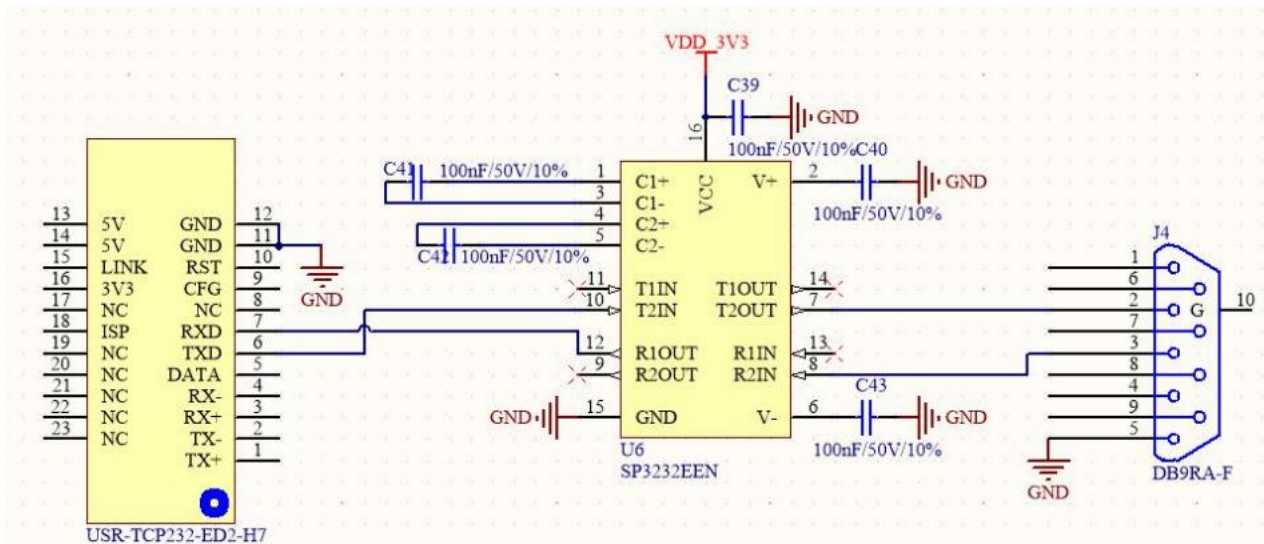 VDD_3V3
C39
GND
16
100nF/50V/10%
C40
C41
100nF/50V/10%
1 C1+
3 C1-
4 C2+
5 C2-
VCC
V+ 2
GND
100nF/50V/10%
C42
100nF/50V/10%
13 5V GND 12
14 5V GND 11
15 LINK RST 10
16 3V3 CFG 9
17 NC NC 8
18 ISP RXD 7
19 NC TXD 6
20 NC DATA 5
21 NC RX- 4
22 NC RX+ 3
23 NC TX- 2
TX+ 1
GND
USR-TCP232-ED2-H7
11 T1IN T1OUT 14
10 T2IN T2OUT 7
12 R1OUT R1IN 13
9 R2OUT R2IN 8
GND 15 GND V- 6
C43
GND
100nF/50V/10%
U6
SP3232EEN
J4
1
6
2
7
3
8
4
9
5
G 10
GND
DB9RA-F